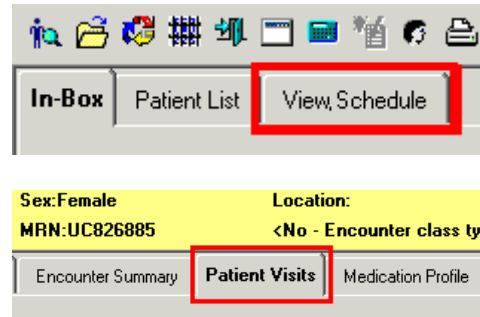 In-Box Patient List View, Schedule
Sex:Female Location:
MRN:UC826885 <No - Encounter class ty
Encounter Summary Patient Visits Medication Profile